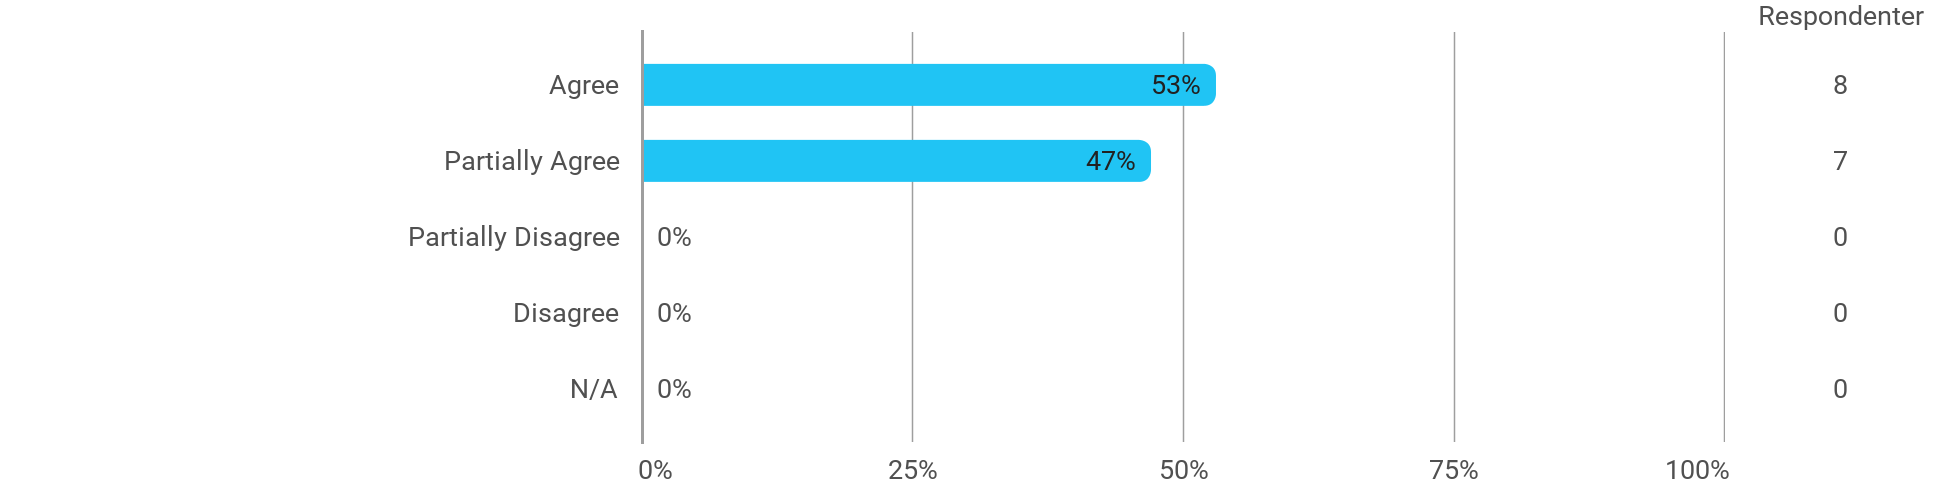 Respondenter
Agree 53% 8
Partially Agree 47% 7
Partially Disagree 0% 0
Disagree 0% 0
N/A 0% 0
0% 25% 50% 75% 100%